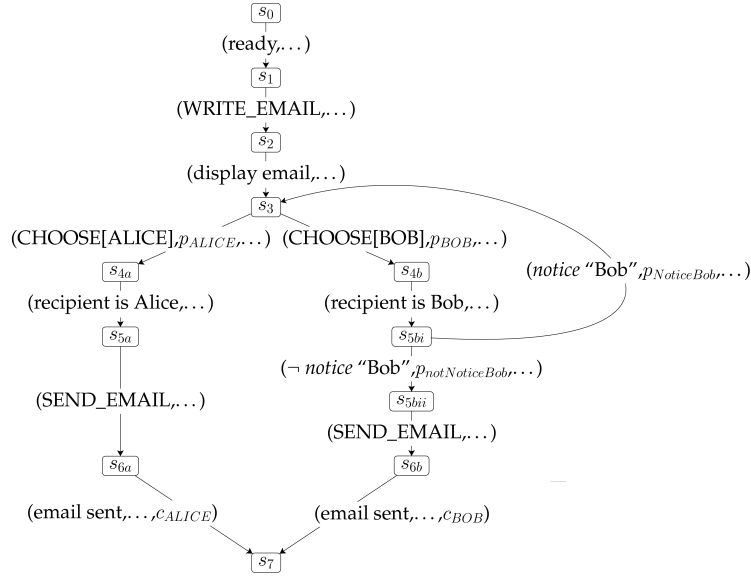 s0
(ready,...)
s1
(WRITE_EMAIL,...)
s2
(display email,...)
s3
(CHOOSE[ALICE],pALICE,...) (CHOOSE[BOB],pBOB,...)
s4a s4b (notice “Bob”,pNoticeBob,...)
(recipient is Alice,...) (recipient is Bob,...)
s5a s5bi
(¬ notice “Bob”,pnotNoticeBob,...)
(SEND_EMAIL,...) s5bii
(SEND_EMAIL,...)
s6a s6b
(email sent,...,cALICE) (email sent,...,cBOB)
s7